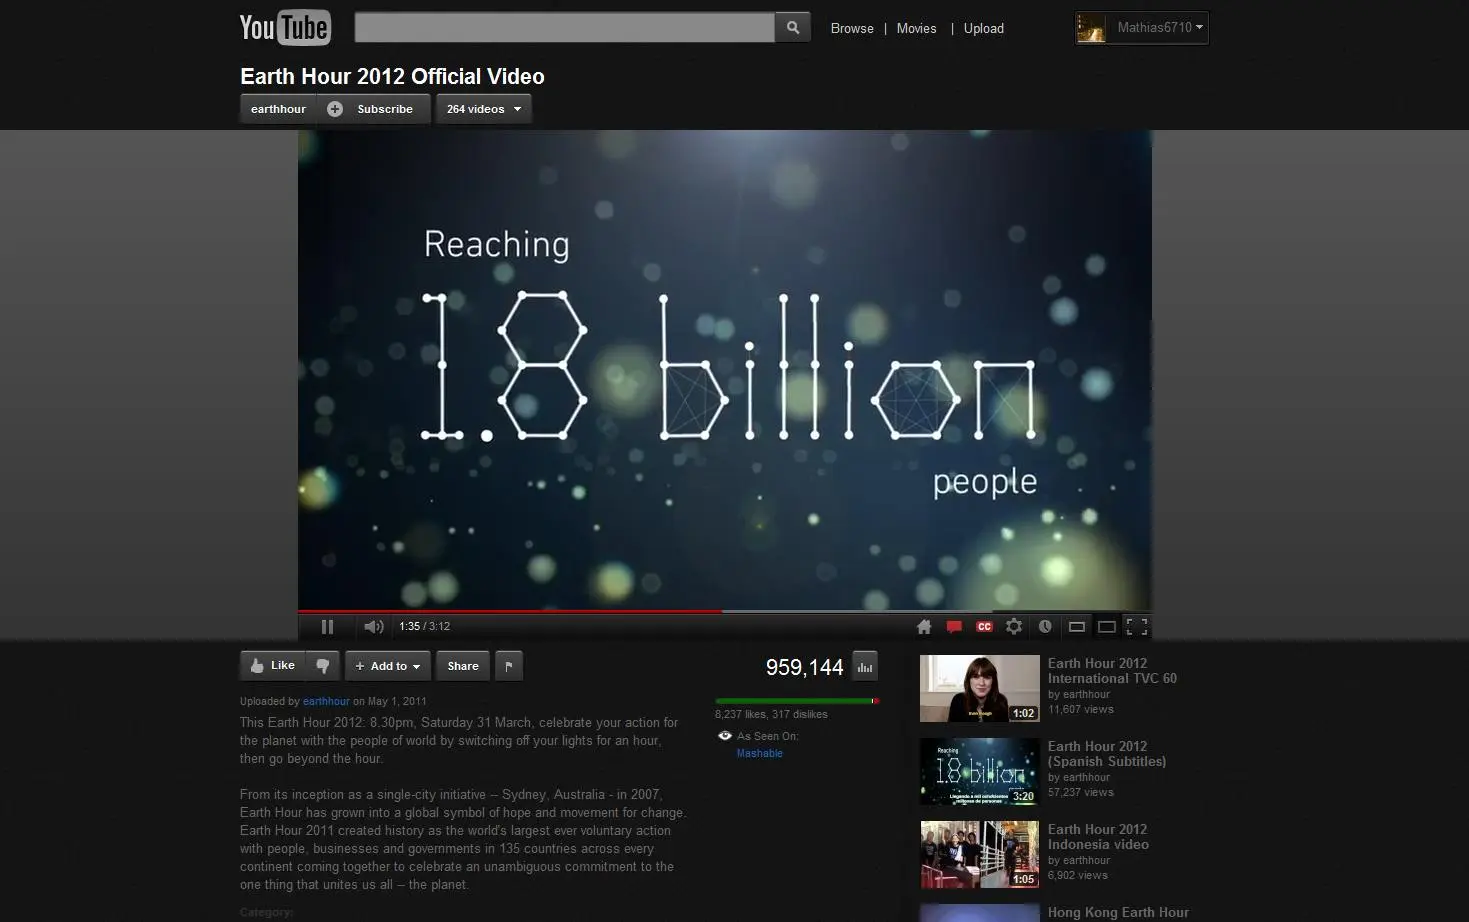 YouTube
Browse | Movies | Upload
Mathias6710
Earth Hour 2012 Official Video
earthhour
Subscribe
264 videos
Reaching
1.8 billion
people
1:35 / 3:12
CC
Like
Add to
Share
959,144
Uploaded by earthhour on May 1, 2011
This Earth Hour 2012: 8.30pm, Saturday 31 March, celebrate your action for
the planet with the people of world by switching off your lights for an hour,
then go beyond the hour.
From its inception as a single-city initiative -- Sydney, Australia - in 2007,
Earth Hour has grown into a global symbol of hope and movement for change.
Earth Hour 2011 created history as the world's largest ever voluntary action
with people, businesses and governments in 135 countries across every
continent coming together to celebrate an unambiguous commitment to the
one thing that unites us all -- the planet.
Category:
8,237 likes, 317 dislikes
As Seen On:
Mashable
1:02
Earth Hour 2012
International TVC 60
by earthhour
11,607 views
Reaching
1.8 billion
3:20
Earth Hour 2012
(Spanish Subtitles)
by earthhour
57,237 views
1:05
Earth Hour 2012
Indonesia video
by earthhour
6,902 views
Hong Kong Earth Hour